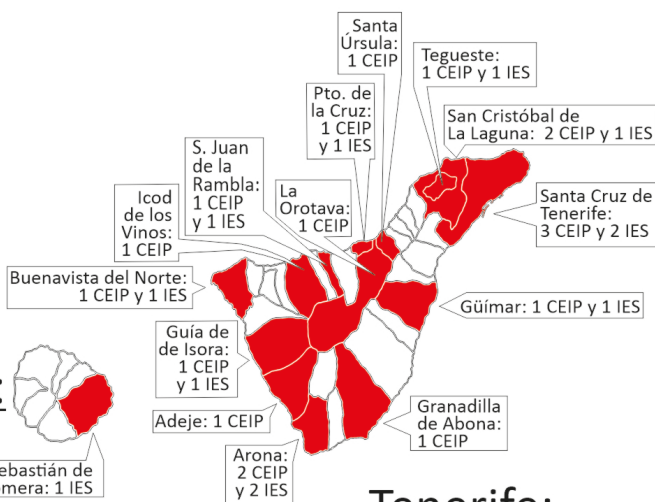 Santa
Úrsula:
1 CEIP
Tegueste:
1 CEIP y 1 IES
Pto. de
la Cruz:
1 CEIP
y 1 IES
San Cristóbal de
La Laguna: 2 CEIP y 1 IES
S. Juan
de la
Rambla:
1 CEIP
y 1 IES
La
Orotava:
1 CEIP
Icod
de los
Vinos:
1 CEIP
Santa Cruz de
Tenerife:
3 CEIP y 2 IES
Buenavista del Norte:
1 CEIP y 1 IES
Güímar: 1 CEIP y 1 IES
Guía de
de Isora:
1 CEIP
y 1 IES
Adeje: 1 CEIP
Granadilla
de Abona:
1 CEIP
Arona:
2 CEIP
y 2 IES
ebastián de
mera: 1 IES
Tenerife: